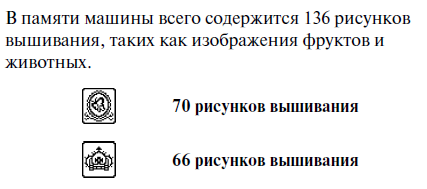 В памяти машины всего содержится 136 рисунков
вышивания, таких как изображения фруктов и
животных.
70 рисунков вышивания
66 рисунков вышивания